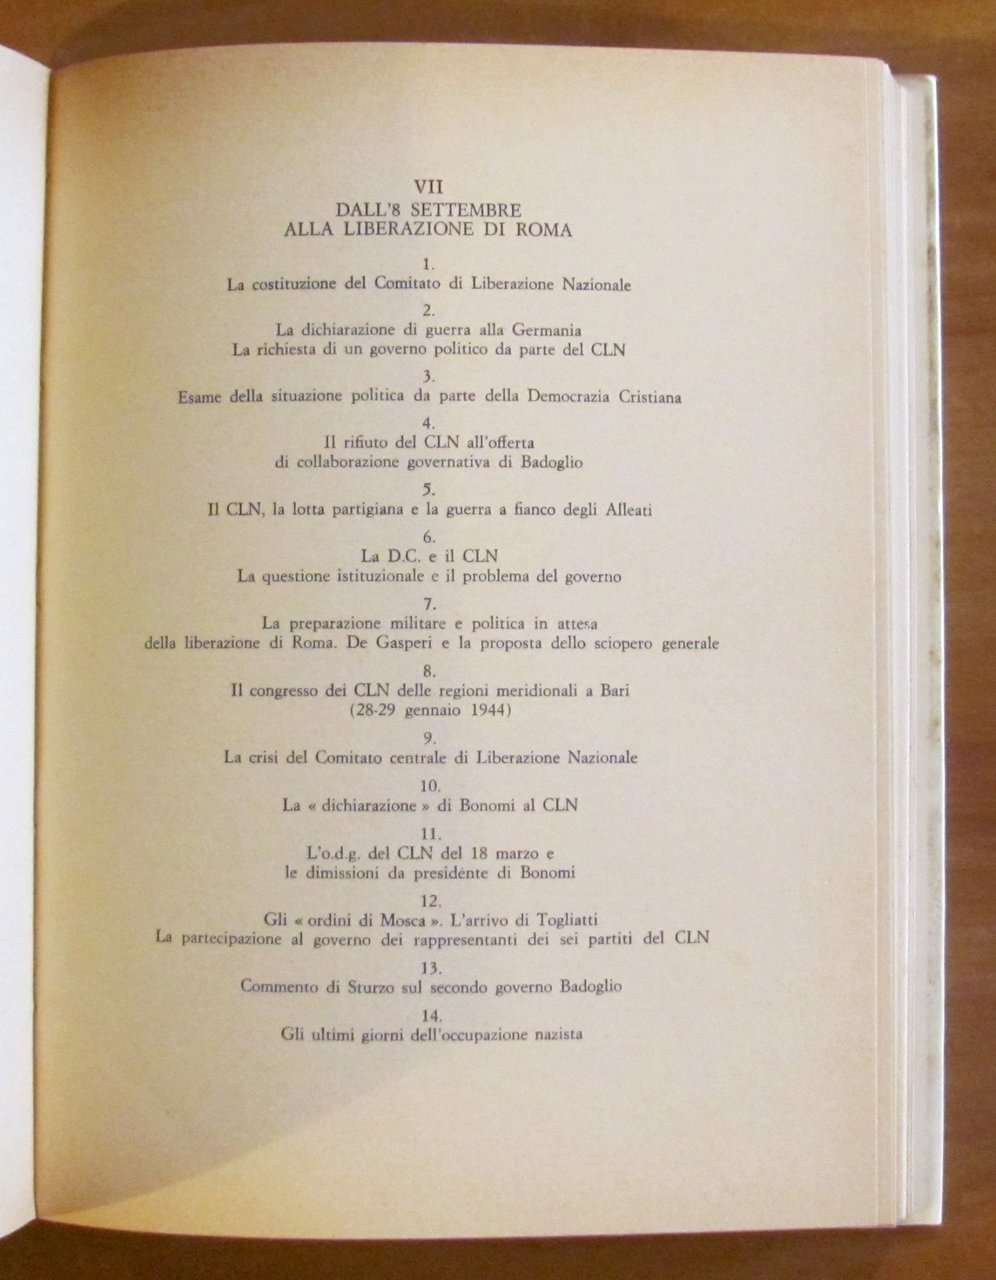 VII
DALL'8 SETTEMBRE
ALLA LIBERAZIONE DI ROMA
1.
La costituzione del Comitato di Liberazione Nazionale
2.
La dichiarazione di guerra alla Germania
La richiesta di un governo politico da parte del CLN
3.
Esame della situazione politica da parte della Democrazia Cristiana
4.
Il rifiuto del CLN all'offerta
di collaborazione governativa di Badoglio
5.
Il CLN, la lotta partigiana e la guerra a fianco degli Alleati
6.
La D.C. e il CLN
La questione istituzionale e il problema del governo
7.
La preparazione militare e politica in attesa
della liberazione di Roma. De Gasperi e la proposta dello sciopero generale
8.
Il congresso dei CLN delle regioni meridionali a Bari
(28-29 gennaio 1944)
9.
La crisi del Comitato centrale di Liberazione Nazionale
10.
La « dichiarazione » di Bonomi al CLN
11.
L'o.d.g. del CLN del 18 marzo e
le dimissioni da presidente di Bonomi
12.
Gli « ordini di Mosca ». L'arrivo di Togliatti
La partecipazione al governo dei rappresentanti dei sei partiti del CLN
13.
Commento di Sturzo sul secondo governo Badoglio
14.
Gli ultimi giorni dell'occupazione nazista